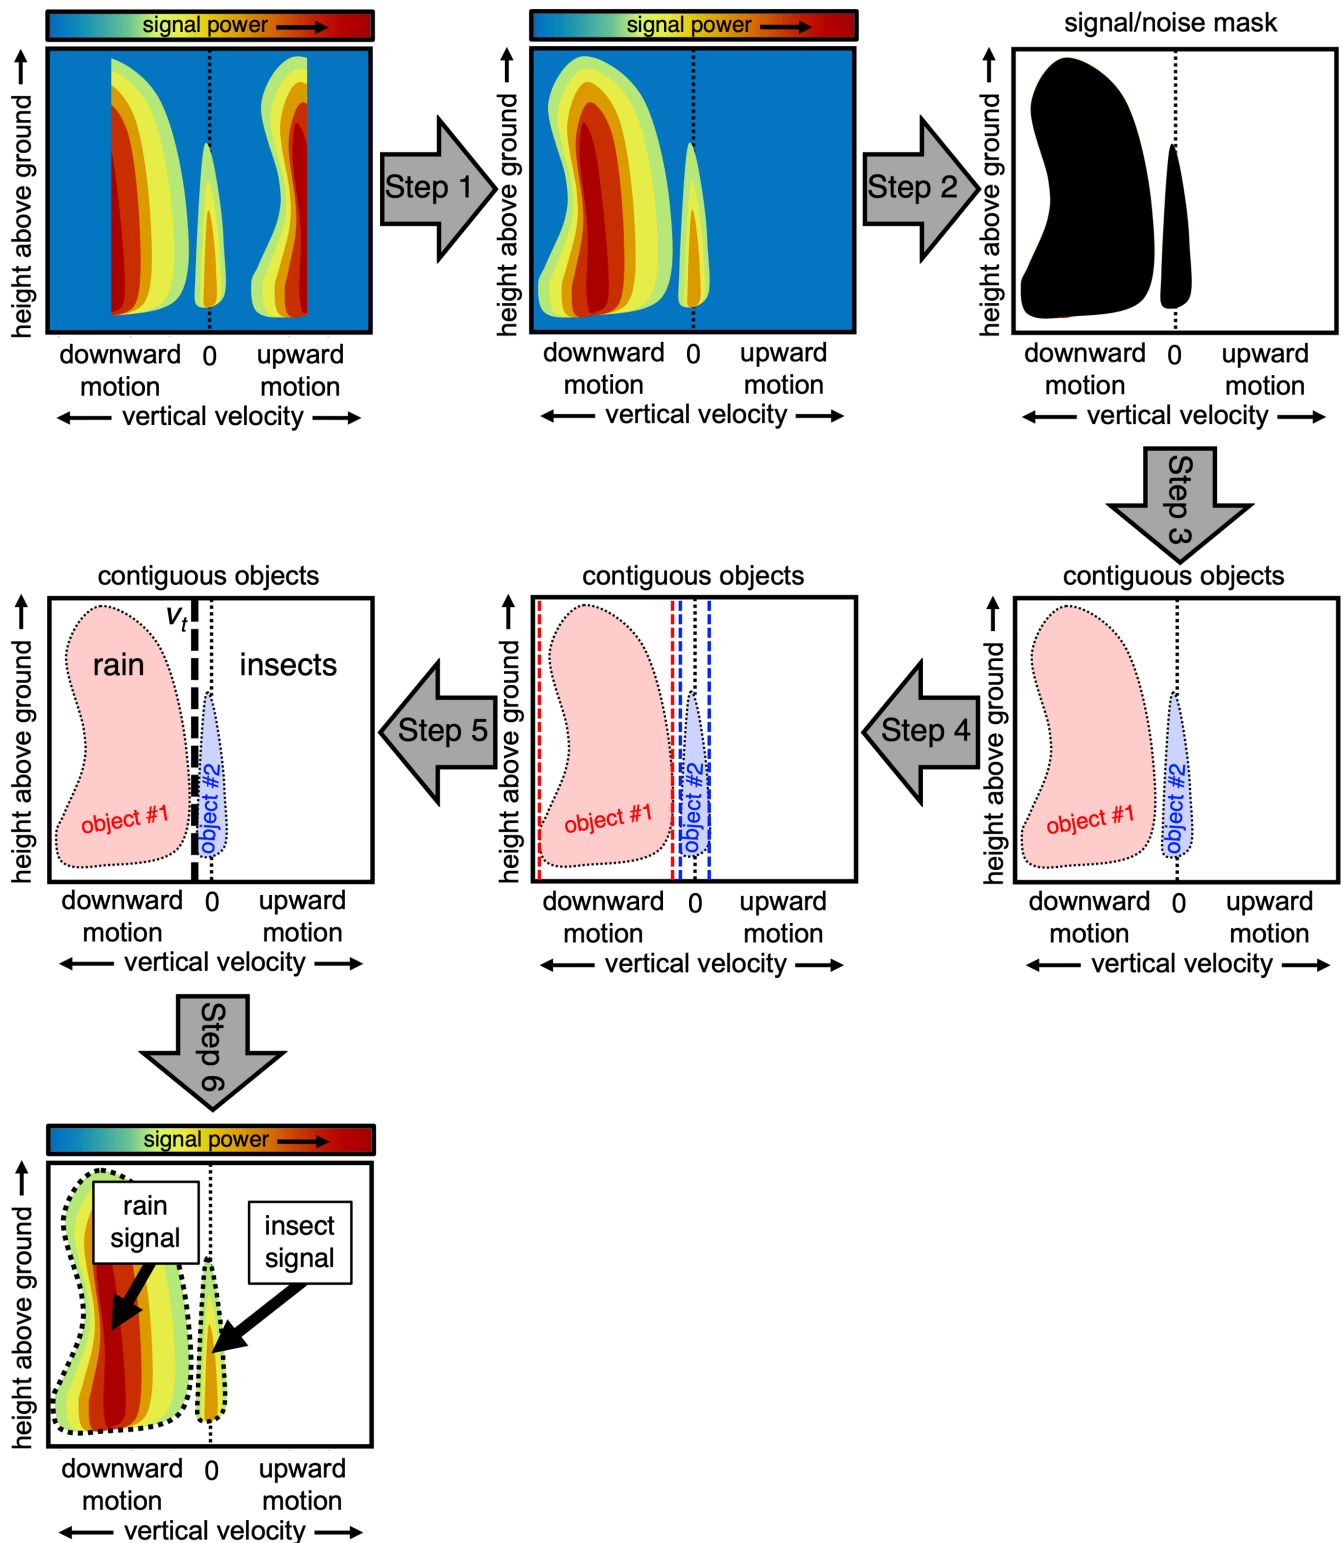 signal power
height above ground
downward motion
0
upward motion
vertical velocity
Step 1
signal power
height above ground
downward motion
0
upward motion
vertical velocity
Step 2
signal/noise mask
height above ground
downward motion
0
upward motion
vertical velocity
Step 3
contiguous objects
height above ground
object #1
object #2
downward motion
0
upward motion
vertical velocity
Step 4
contiguous objects
height above ground
object #1
object #2
downward motion
0
upward motion
vertical velocity
Step 5
contiguous objects
height above ground
vt
rain
insects
object #1
object #2
downward motion
0
upward motion
vertical velocity
Step 6
signal power
height above ground
rain
signal
insect
signal
downward motion
0
upward motion
vertical velocity